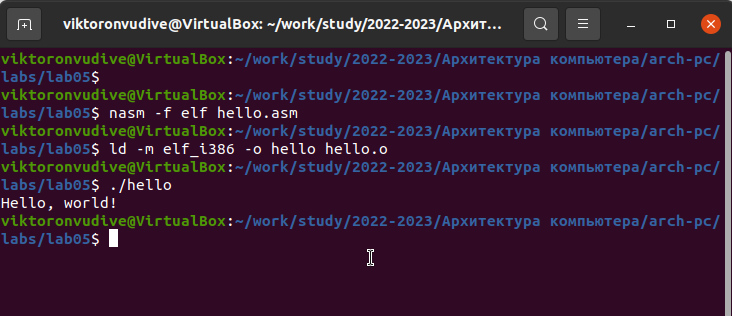 viktoronvudive@VirtualBox: ~/work/study/2022-2023/Архит...
viktoronvudive@VirtualBox:~/work/study/2022-2023/Архитектура компьютера/arch-pc/
labs/lab05$
viktoronvudive@VirtualBox:~/work/study/2022-2023/Архитектура компьютера/arch-pc/
labs/lab05$ nasm -f elf hello.asm
viktoronvudive@VirtualBox:~/work/study/2022-2023/Архитектура компьютера/arch-pc/
labs/lab05$ ld -m elf_i386 -o hello hello.o
viktoronvudive@VirtualBox:~/work/study/2022-2023/Архитектура компьютера/arch-pc/
labs/lab05$ ./hello
Hello, world!
viktoronvudive@VirtualBox:~/work/study/2022-2023/Архитектура компьютера/arch-pc/
labs/lab05$